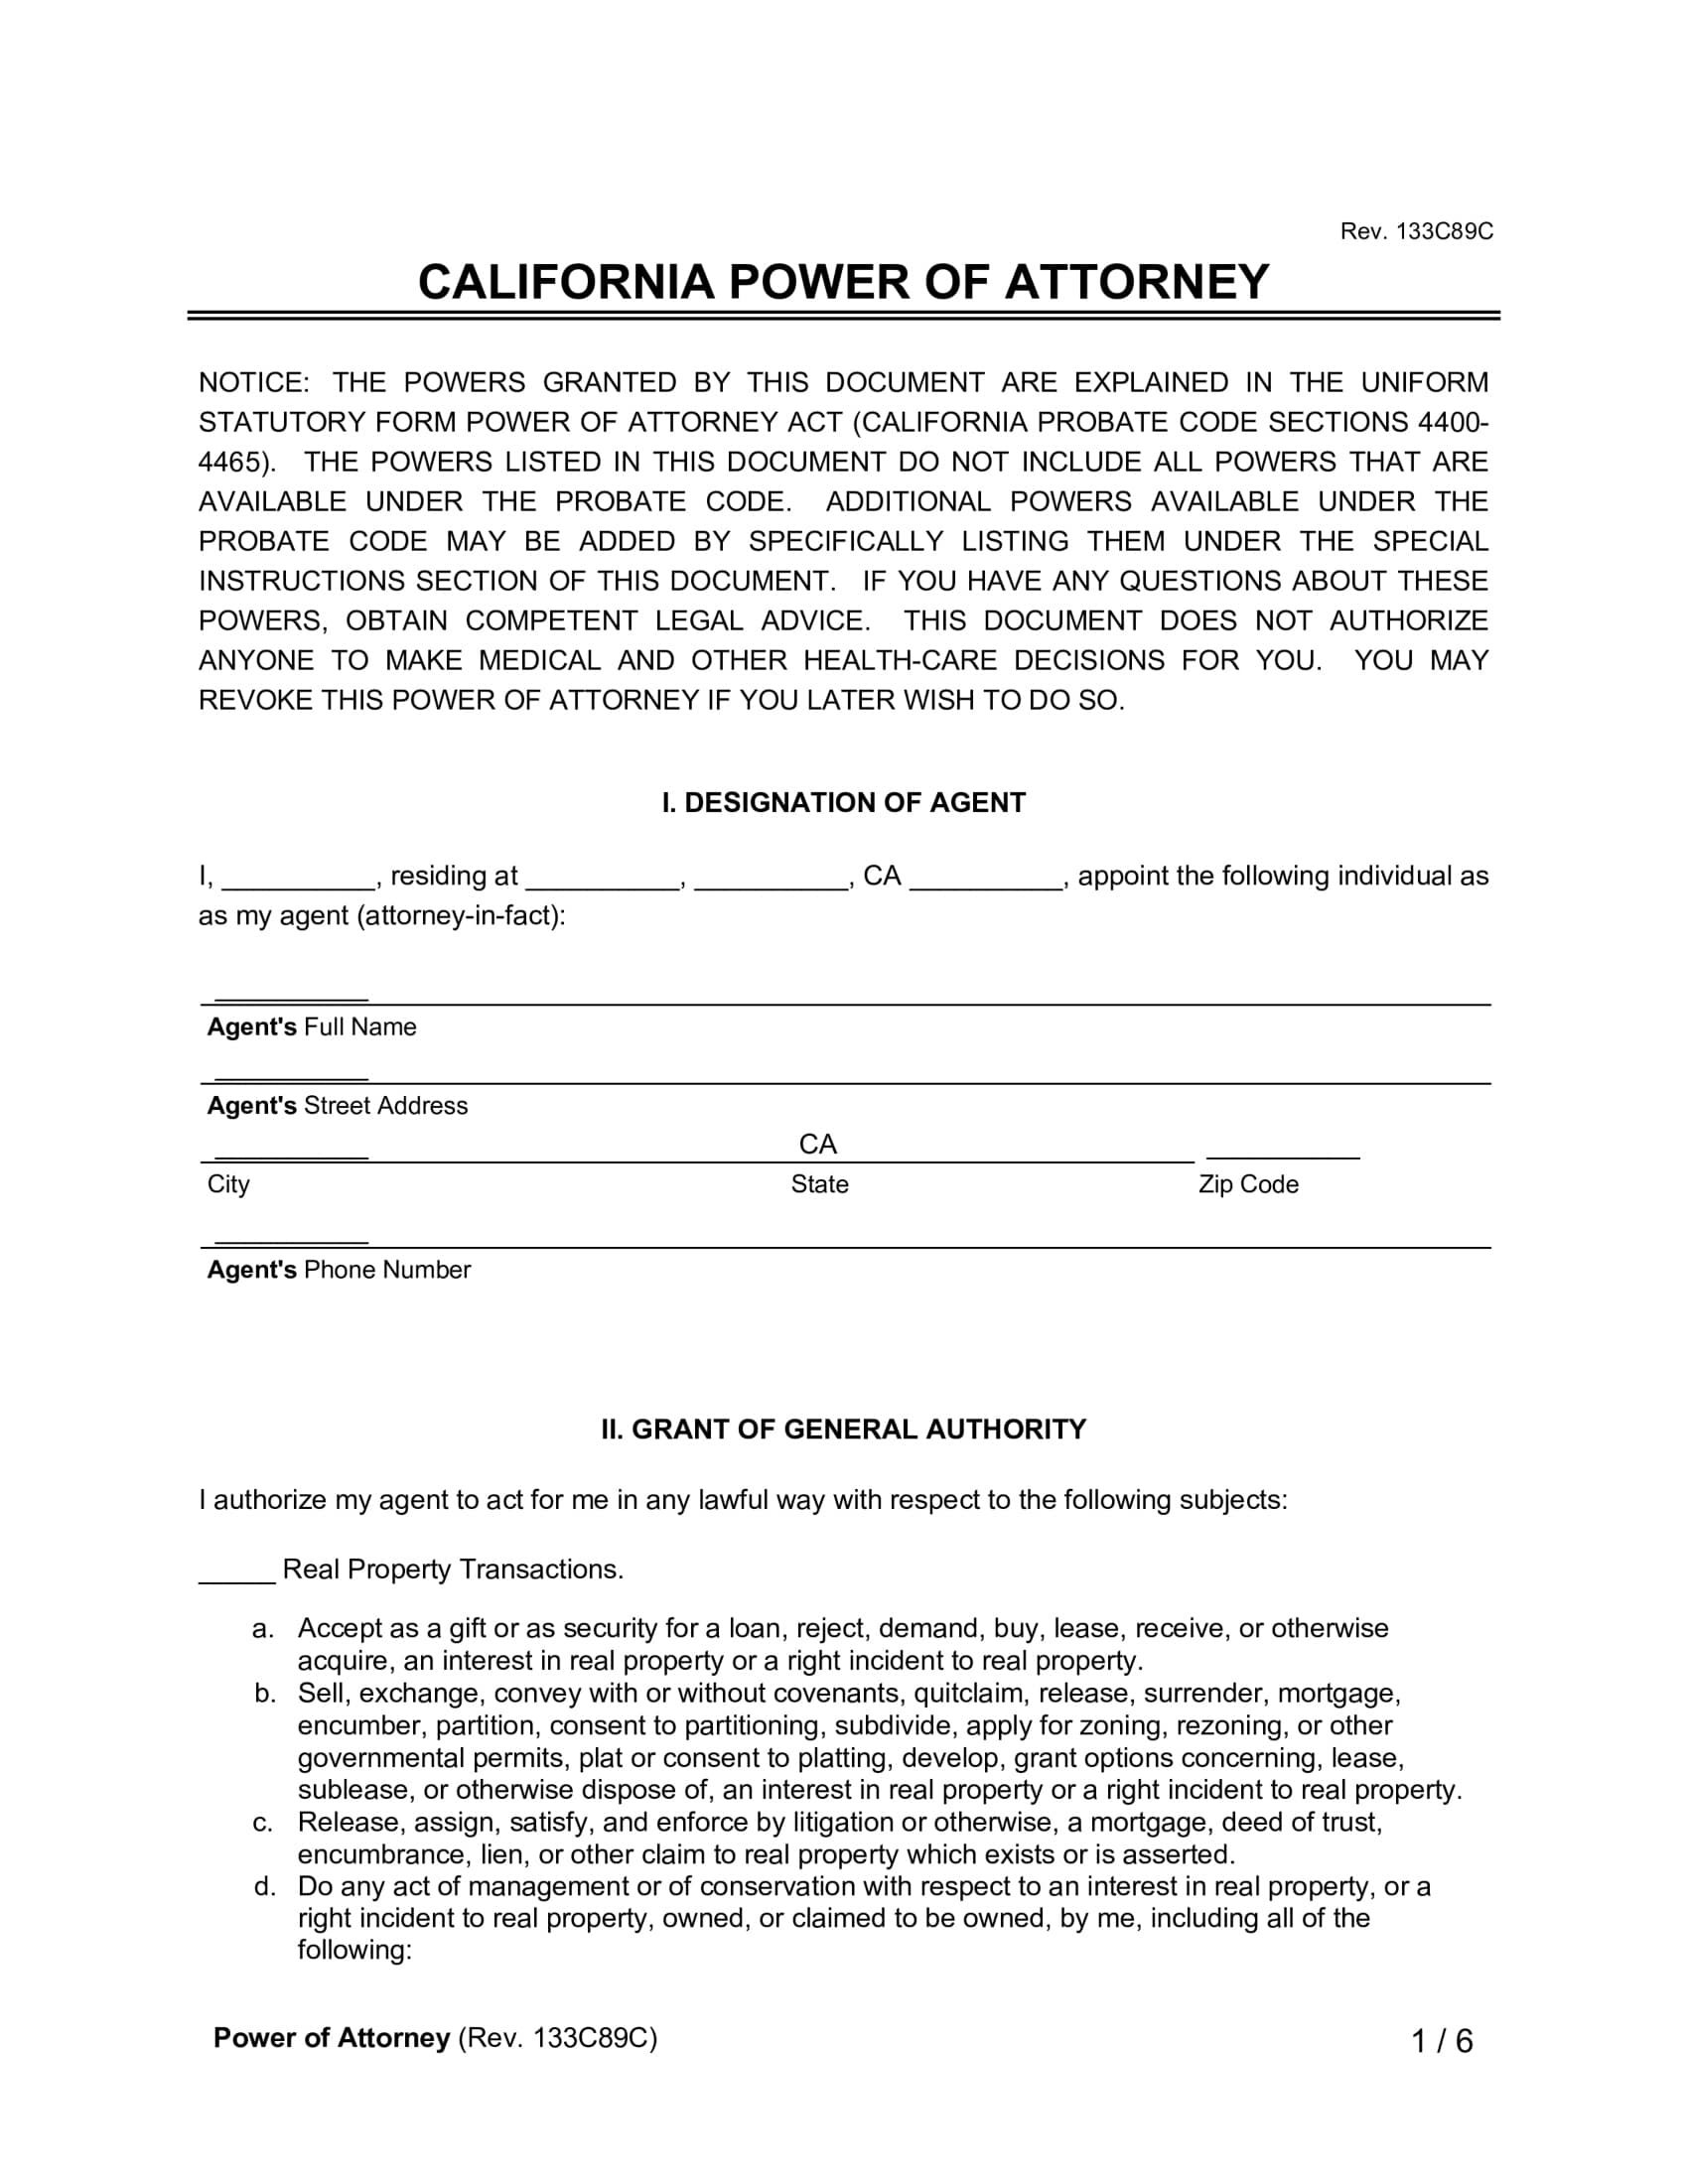 Rev. 133C89C
CALIFORNIA POWER OF ATTORNEY
NOTICE: THE POWERS GRANTED BY THIS DOCUMENT ARE EXPLAINED IN THE UNIFORM
STATUTORY FORM POWER OF ATTORNEY ACT (CALIFORNIA PROBATE CODE SECTIONS 4400-
4465). THE POWERS LISTED IN THIS DOCUMENT DO NOT INCLUDE ALL POWERS THAT ARE
AVAILABLE UNDER THE PROBATE CODE. ADDITIONAL POWERS AVAILABLE UNDER THE
PROBATE CODE MAY BE ADDED BY SPECIFICALLY LISTING THEM UNDER THE SPECIAL
INSTRUCTIONS SECTION OF THIS DOCUMENT. IF YOU HAVE ANY QUESTIONS ABOUT THESE
POWERS, OBTAIN COMPETENT LEGAL ADVICE. THIS DOCUMENT DOES NOT AUTHORIZE
ANYONE TO MAKE MEDICAL AND OTHER HEALTH-CARE DECISIONS FOR YOU. YOU MAY
REVOKE THIS POWER OF ATTORNEY IF YOU LATER WISH TO DO SO.
I. DESIGNATION OF AGENT
I, __________, residing at __________, __________, CA __________, appoint the following individual as
as my agent (attorney-in-fact):
__________
Agent's Full Name
__________
Agent's Street Address
__________ CA __________
City State Zip Code
__________
Agent's Phone Number
II. GRANT OF GENERAL AUTHORITY
I authorize my agent to act for me in any lawful way with respect to the following subjects:
_____ Real Property Transactions.
a. Accept as a gift or as security for a loan, reject, demand, buy, lease, receive, or otherwise
acquire, an interest in real property or a right incident to real property.
b. Sell, exchange, convey with or without covenants, quitclaim, release, surrender, mortgage,
encumber, partition, consent to partitioning, subdivide, apply for zoning, rezoning, or other
governmental permits, plat or consent to platting, develop, grant options concerning, lease,
sublease, or otherwise dispose of, an interest in real property or a right incident to real property.
c. Release, assign, satisfy, and enforce by litigation or otherwise, a mortgage, deed of trust,
encumbrance, lien, or other claim to real property which exists or is asserted.
d. Do any act of management or of conservation with respect to an interest in real property, or a
right incident to real property, owned, or claimed to be owned, by me, including all of the
following:
Power of Attorney (Rev. 133C89C) 1 / 6